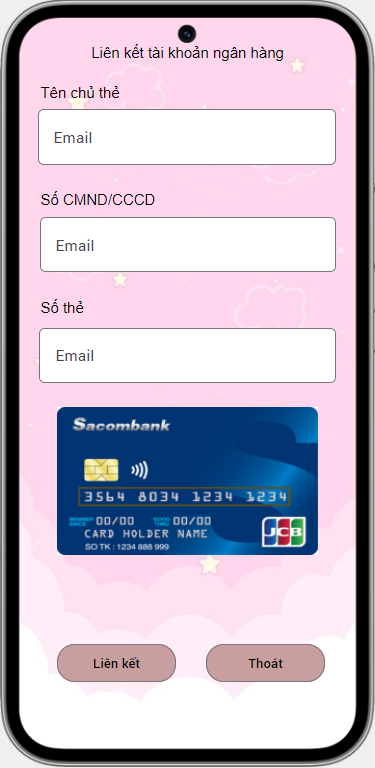 Liên kết tài khoản ngân hàng
Tên chủ thẻ
Email
Số CMND/CCCD
Email
Số thẻ
Email
Sacombank
3564 8034 1234 1234
MEMBER SINCE 00/00 GOOD THRU 00/00
CARD HOLDER NAME
SO TK : 1234 888 999
JCB
Liên kết
Thoát